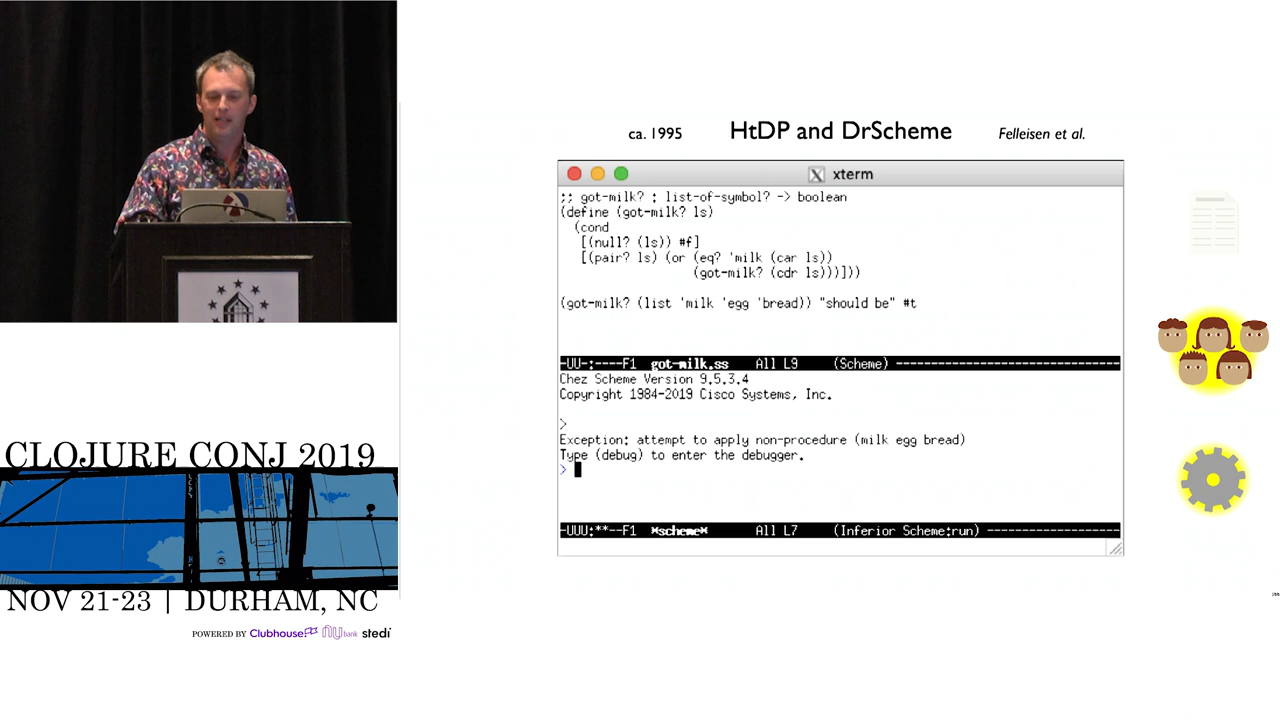 ca. 1995 HtDP and DrScheme Felleisen et al.
X xterm
;; got-milk? : list-of-symbol? -> boolean
(define (got-milk? ls)
(cond
[(null? (ls)) #f]
[(pair? ls) (or (eq? 'milk (car ls))
(got-milk? (cdr ls)))]))
(got-milk? (list 'milk 'egg 'bread)) "should be" #t
-UU-:----F1 got-milk.ss All L9 (Scheme) ----------------------------
Chez Scheme Version 9.5.3.4
Copyright 1984-2019 Cisco Systems, Inc.
>
Exception: attempt to apply non-procedure (milk egg bread)
Type (debug) to enter the debugger.
>
-UUU:**--F1 *scheme* All L7 (Inferior Scheme:run) -----------------
CLOJURE CONJ 2019
NOV 21-23 | DURHAM, NC
POWERED BY Clubhouse nu bank stedi